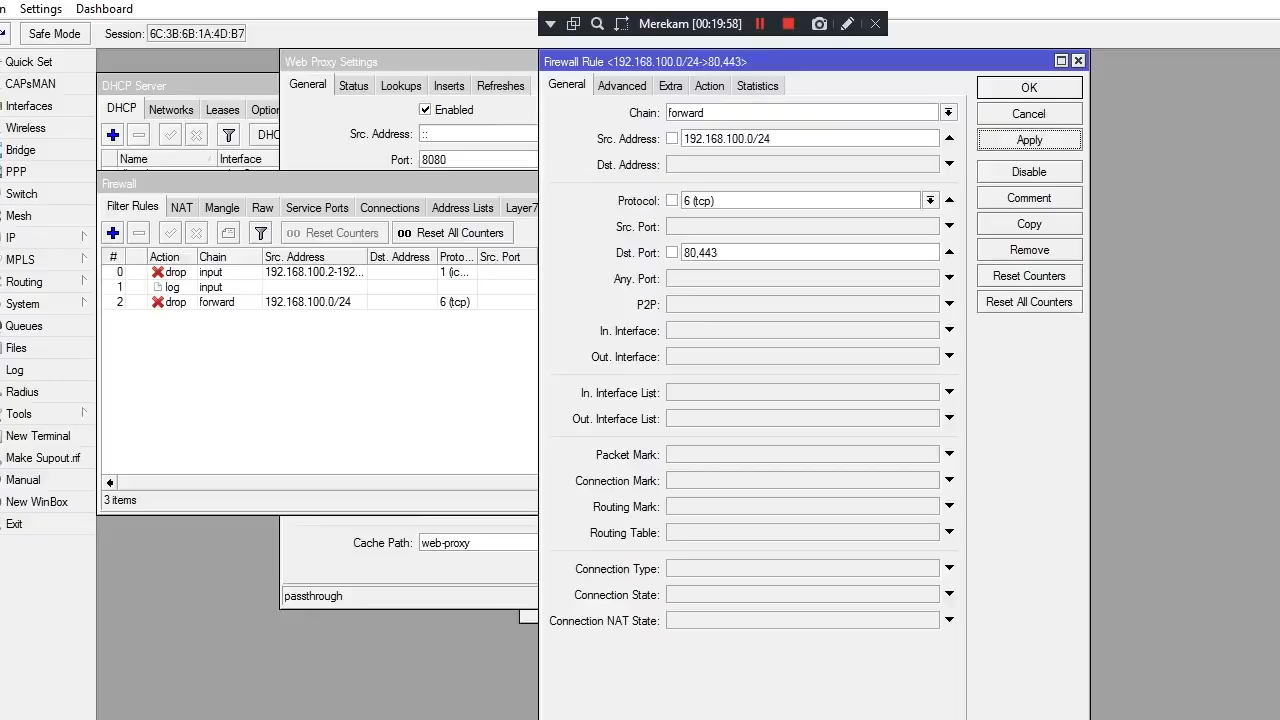 Settings Dashboard
Safe Mode Session: 6C:3B:6B:1A:4D:B7
Merekam [00:19:58]
Quick Set
CAPsMAN
Interfaces
Wireless
Bridge
PPP
Switch
Mesh
IP
MPLS
Routing
System
Queues
Files
Log
Radius
Tools
New Terminal
Make Supout.rif
Manual
New WinBox
Exit
DHCP Server
DHCP Networks Leases
Name Interface
Web Proxy Settings
General Status Lookups Inserts Refreshes
Enabled
Src. Address: ::
Port: 8080
Firewall
Filter Rules NAT Mangle Raw Service Ports Connections Address Lists Layer7
Reset Counters Reset All Counters
# Action Chain Src. Address Dst. Address Proto... Src. Port
0 drop input 192.168.100.2-192... 1 (ic...
1 log input
2 drop forward 192.168.100.0/24 6 (tcp)
3 items
Cache Path: web-proxy
passthrough
Firewall Rule <192.168.100.0/24->80,443>
General Advanced Extra Action Statistics
Chain: forward
Src. Address: 192.168.100.0/24
Dst. Address:
Protocol: 6 (tcp)
Src. Port:
Dst. Port: 80,443
Any. Port:
P2P:
In. Interface:
Out. Interface:
In. Interface List:
Out. Interface List:
Packet Mark:
Connection Mark:
Routing Mark:
Routing Table:
Connection Type:
Connection State:
Connection NAT State:
OK
Cancel
Apply
Disable
Comment
Copy
Remove
Reset Counters
Reset All Counters